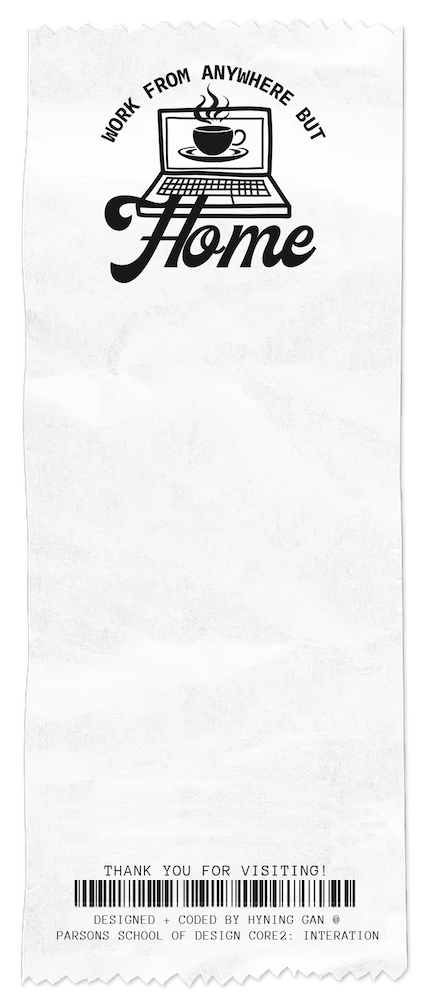 WORK FROM ANYWHERE BUT
Home
THANK YOU FOR VISITING!
DESIGNED + CODED BY HYNING GAN @
PARSONS SCHOOL OF DESIGN CORE2: INTERATION